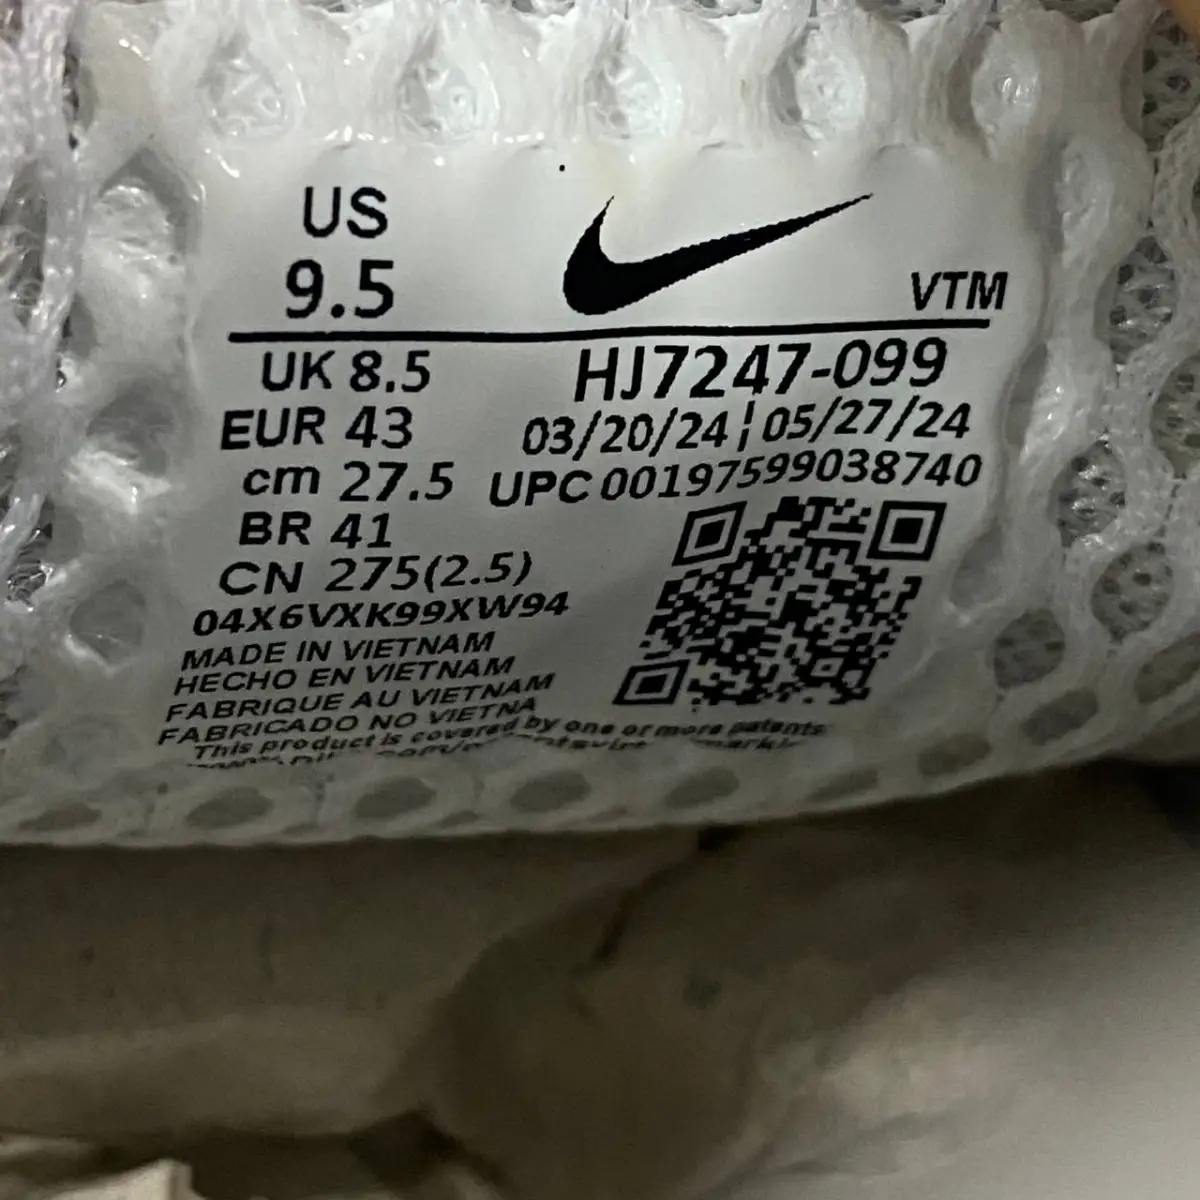 US
9.5
VTM
UK 8.5
EUR 43
cm 27.5
BR 41
CN 275(2.5)
HJ7247-099
03/20/24 ¦ 05/27/24
UPC 00197599038740
04X6VXK99XW94
MADE IN VIETNAM
HECHO EN VIETNAM
FABRIQUE AU VIETNAM
FABRICADO NO VIETNA
This product is covered by one or more patents